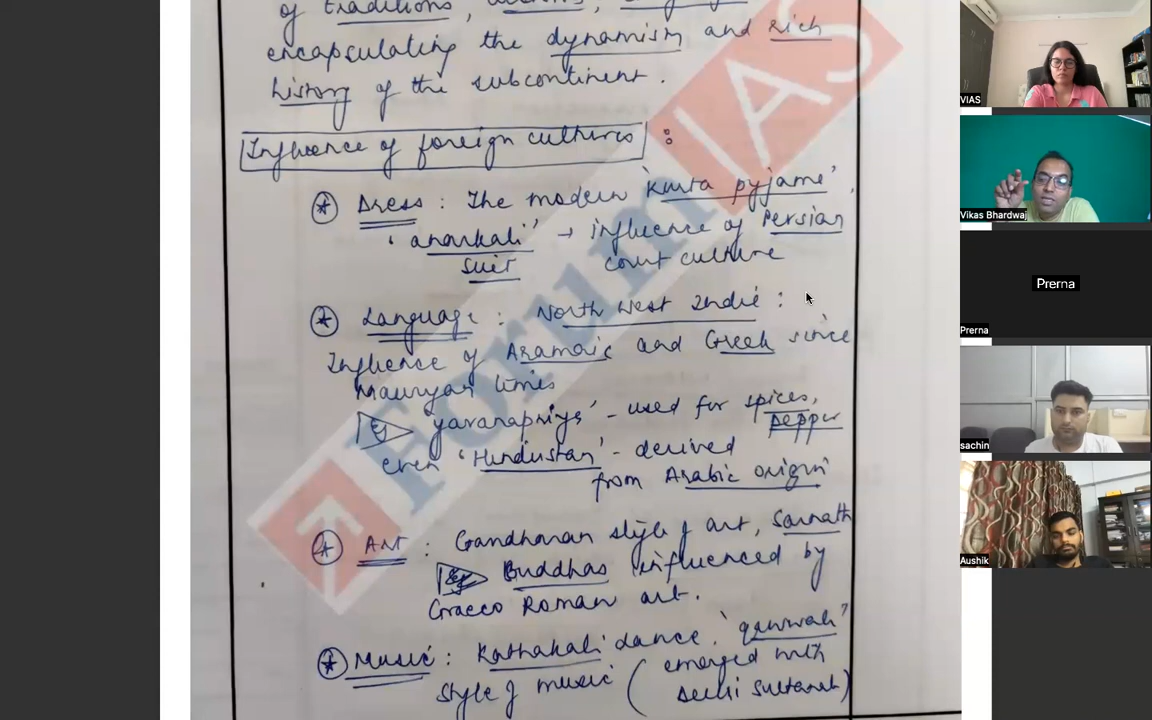 of traditions,
encapsulating the dynamism and rich
history of the subcontinent.
Influence of foreign cultures :
Dress : The modern 'Kurta pyjama',
'anarkali' → influence of Persian
suit court culture
Language : North West India :
Influence of Aramaic and Greek since
Mauryan times
Eg 'yavanapriya' - used for spices,
pepper
even 'Hindustan' - derived
from Arabic origin
Art : Gandharan style of art, Sarnath
Eg Buddhas influenced by
Graeco Roman art.
Music : Kathakali dance. 'qawwali'
style of music (emerged with
Delhi Sultanate)
ForumIAS
VIAS
Vikas Bhardwaj
Prerna
Prerna
sachin
Aushik